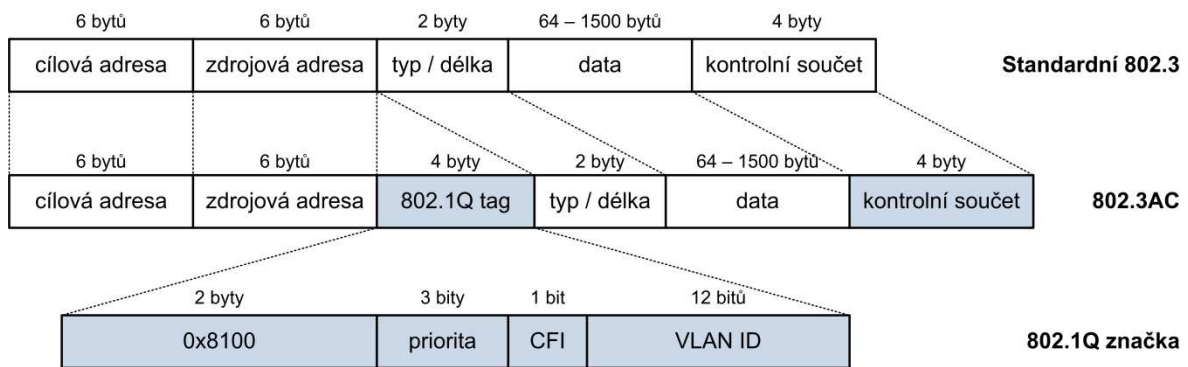 6 bytů 6 bytů 2 byty 64 – 1500 bytů 4 byty
cílová adresa zdrojová adresa typ / délka data kontrolní součet Standardní 802.3
6 bytů 6 bytů 4 byty 2 byty 64 – 1500 bytů 4 byty
cílová adresa zdrojová adresa 802.1Q tag typ / délka data kontrolní součet 802.3AC
2 byty 3 bity 1 bit 12 bitů
0x8100 priorita CFI VLAN ID 802.1Q značka